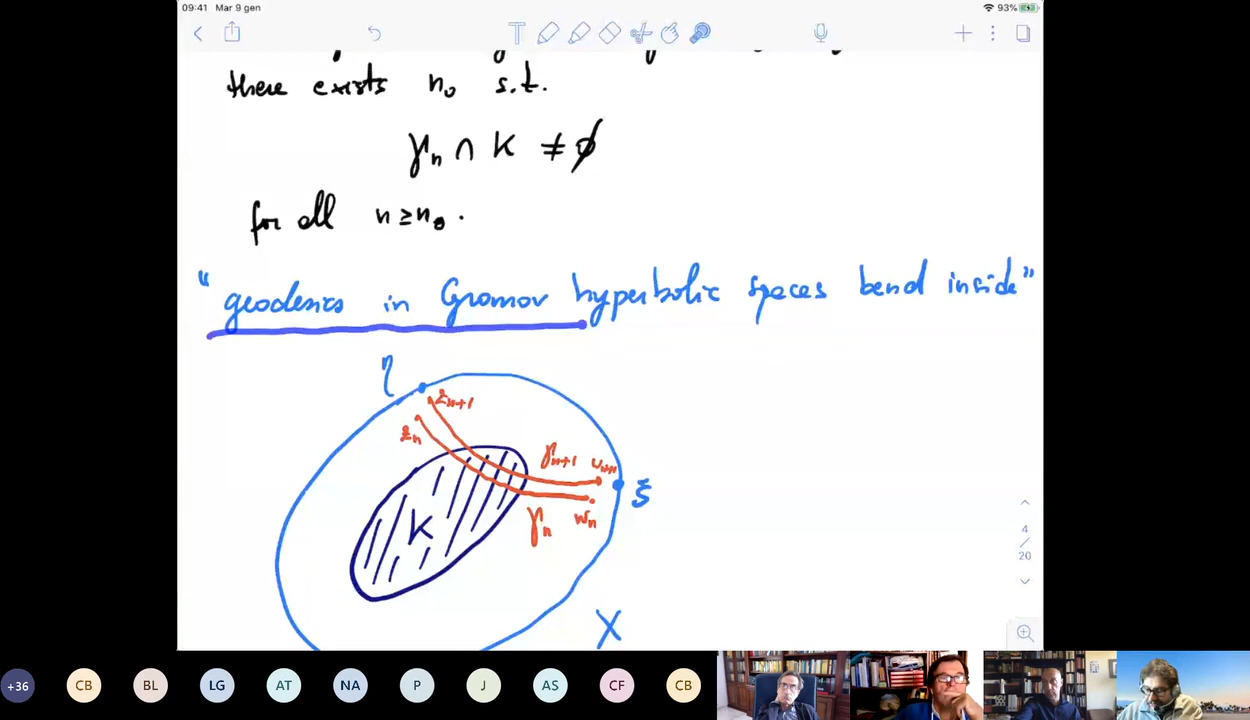 09:41 Mar 9 gen 93%
there exists n₀ s.t.
γₙ ∩ K ≠ ∅
for all n ≥ n₀.
"geodesics in Gromov hyperbolic spaces bend inside"
η
zₙ₊₁
zₙ
γₙ₊₁ wₙ₊₁
ξ
K
γₙ wₙ
X
4
/
20
+36 CB BL LG AT NA P J AS CF CB